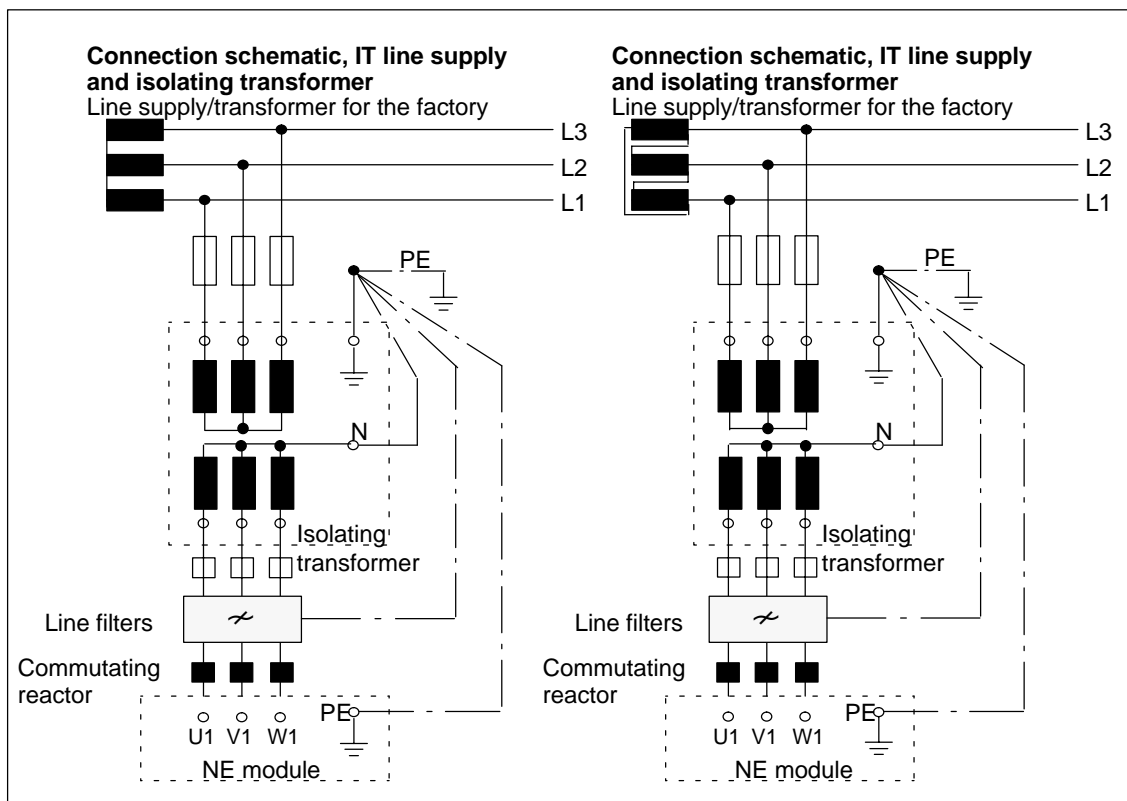 Connection schematic, IT line supply
and isolating transformer
Line supply/transformer for the factory
L3
L2
L1
PE
N
Isolating
transformer
Line filters
Commutating
reactor
PE
U1 V1 W1
NE module
Connection schematic, IT line supply
and isolating transformer
Line supply/transformer for the factory
L3
L2
L1
PE
N
Isolating
transformer
Line filters
Commutating
reactor
PE
U1 V1 W1
NE module